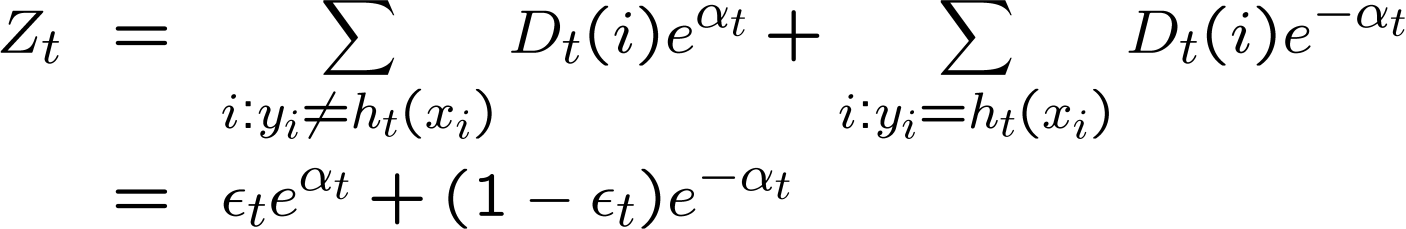 Z_t = \sum_{i:y_i \neq h_t(x_i)} D_t(i)e^{\alpha_t} + \sum_{i:y_i = h_t(x_i)} D_t(i)e^{-\alpha_t}
= \epsilon_t e^{\alpha_t} + (1 - \epsilon_t)e^{-\alpha_t}